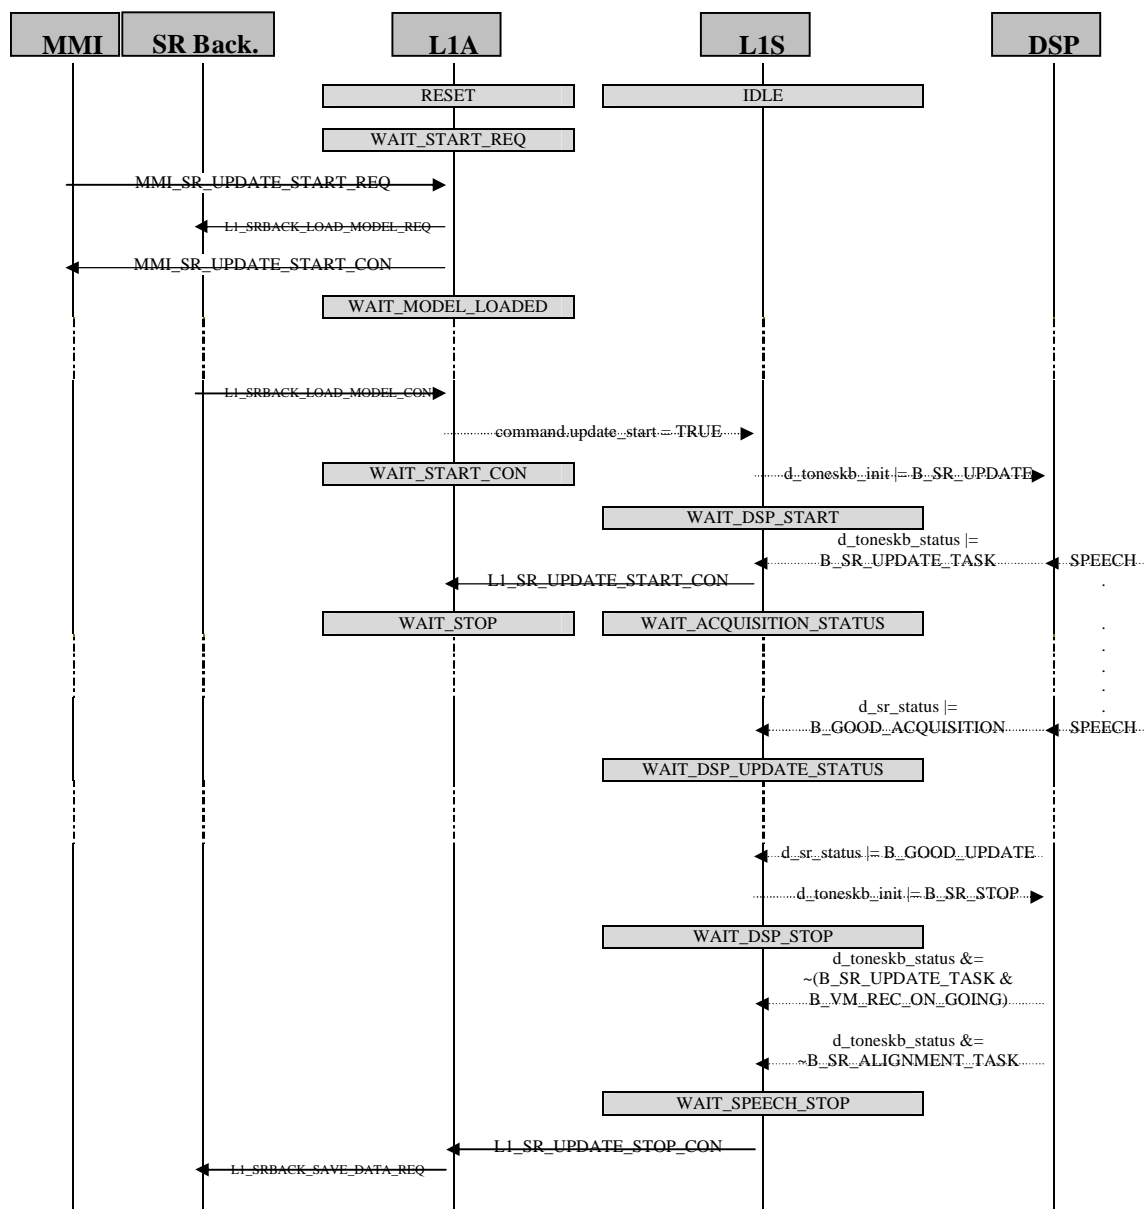 MMI SR Back. L1A L1S DSP
RESET IDLE
WAIT_START_REQ
MMI_SR_UPDATE_START_REQ
L1_SRBACK_LOAD_MODEL_REQ
MMI_SR_UPDATE_START_CON
WAIT_MODEL_LOADED
L1_SRBACK_LOAD_MODEL_CON
command.update_start = TRUE
WAIT_START_CON d_toneskb_init |= B_SR_UPDATE
WAIT_DSP_START
d_toneskb_status |=
B_SR_UPDATE_TASK SPEECH
L1_SR_UPDATE_START_CON .
WAIT_STOP WAIT_ACQUISITION_STATUS .
.
.
.
d_sr_status |= .
B_GOOD_ACQUISITION SPEECH
WAIT_DSP_UPDATE_STATUS
d_sr_status |= B_GOOD_UPDATE
d_toneskb_init |= B_SR_STOP
WAIT_DSP_STOP
d_toneskb_status &=
~(B_SR_UPDATE_TASK &
B_VM_REC_ON_GOING)
d_toneskb_status &=
~B_SR_ALIGNMENT_TASK
WAIT_SPEECH_STOP
L1_SR_UPDATE_STOP_CON
L1_SRBACK_SAVE_DATA_REQ